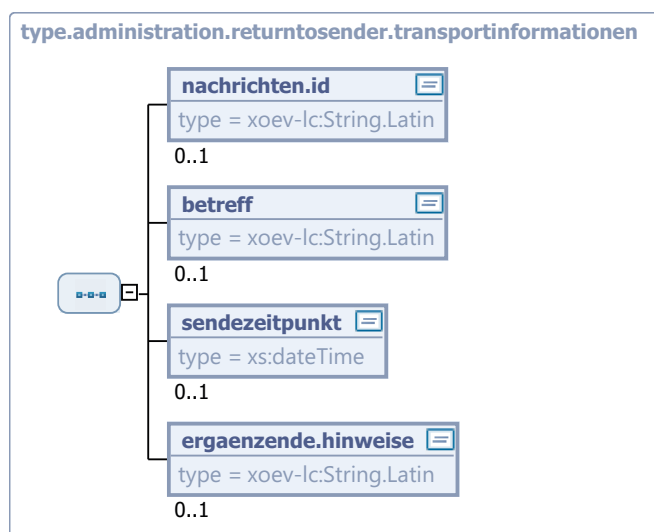 type.administration.returntosender.transportinformationen
nachrichten.id
type = xoev-lc:String.Latin
0..1
betreff
type = xoev-lc:String.Latin
0..1
sendezeitpunkt
type = xs:dateTime
0..1
ergaenzende.hinweise
type = xoev-lc:String.Latin
0..1